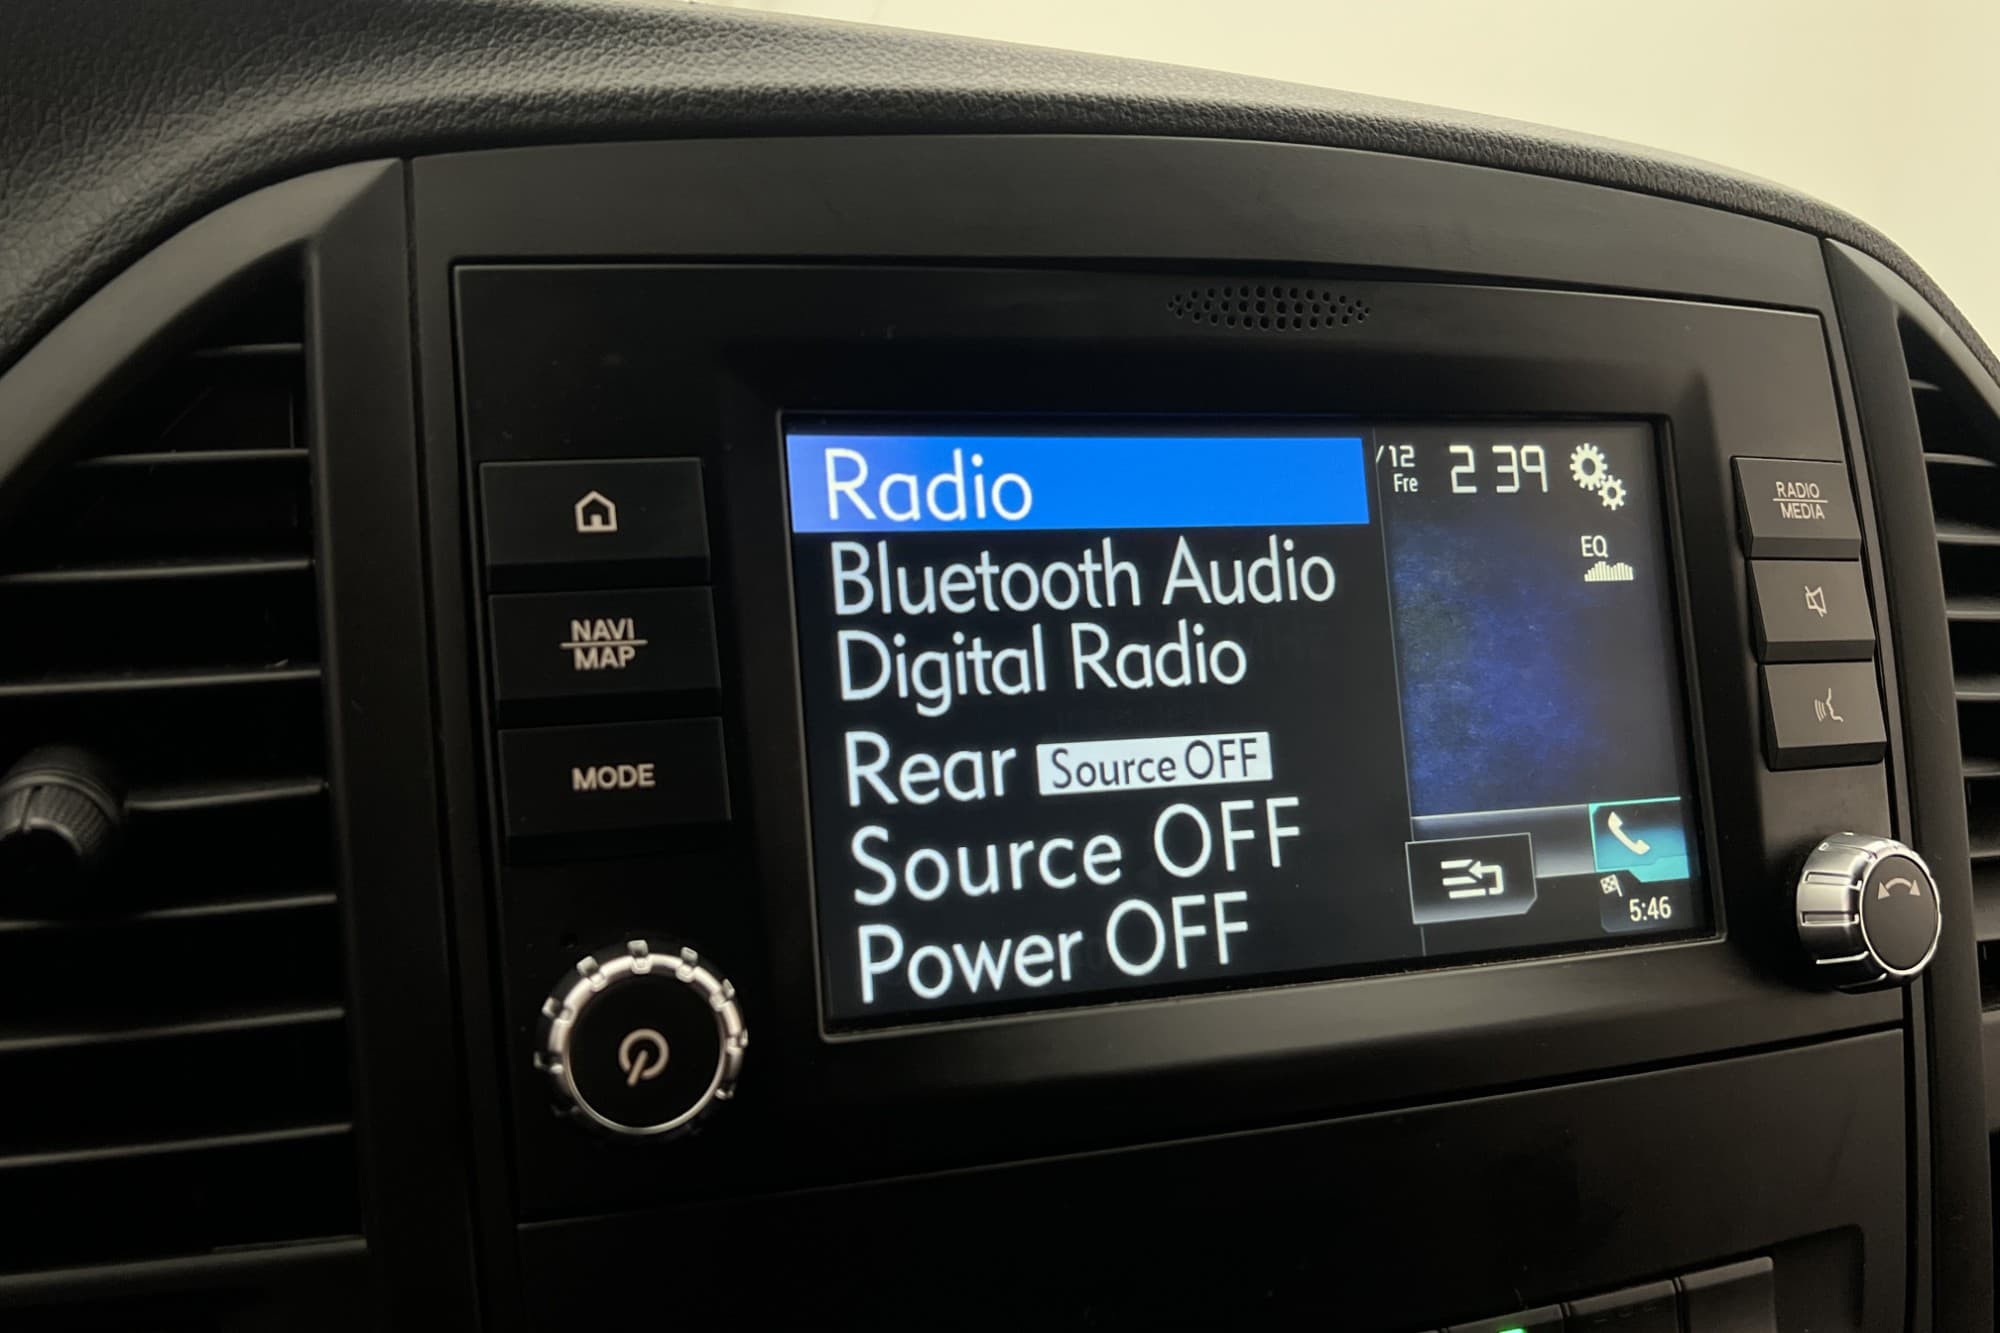 NAVI
MAP
MODE
Radio
Bluetooth Audio
Digital Radio
Rear Source OFF
Source OFF
Power OFF
/12
Fre
2 39
EQ
5:46
RADIO
MEDIA